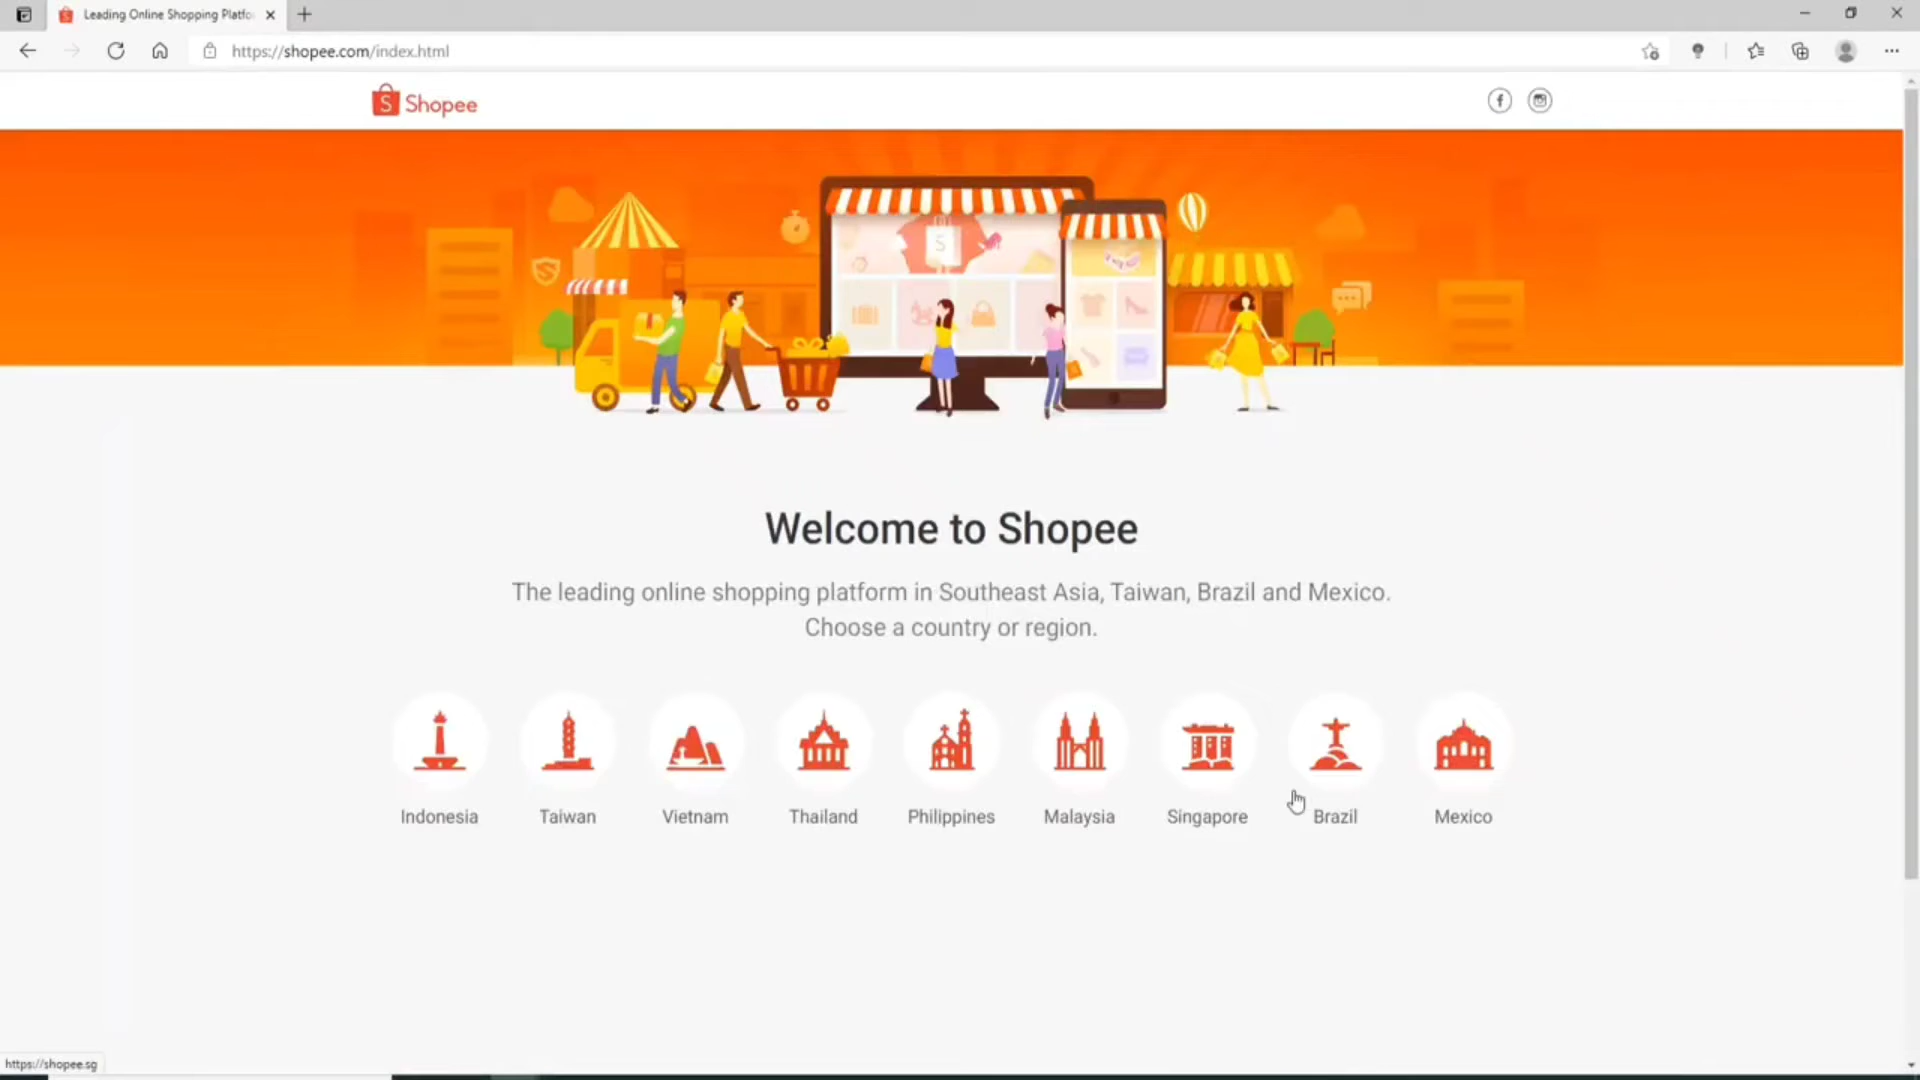 Leading Online Shopping Platfo
https://shopee.com/index.html
S Shopee
S
Welcome to Shopee
The leading online shopping platform in Southeast Asia, Taiwan, Brazil and Mexico.
Choose a country or region.
Indonesia
Taiwan
Vietnam
Thailand
Philippines
Malaysia
Singapore
Brazil
Mexico
https://shopee.sg